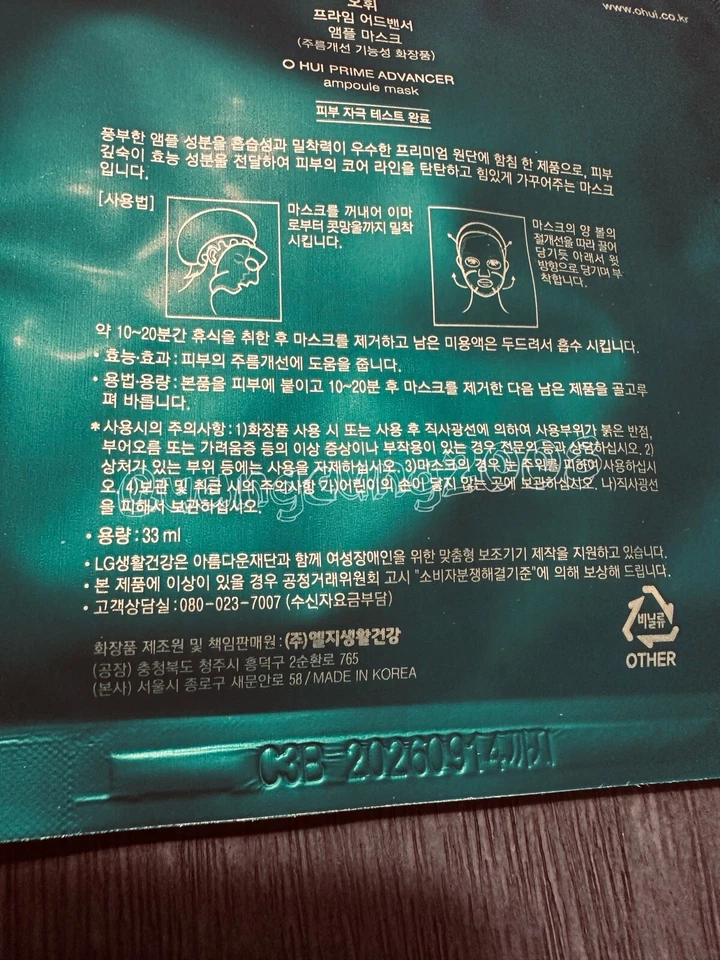 오휘
www.ohui.co.kr
프라임 어드밴서
앰플 마스크
(주름개선 기능성 화장품)
O HUI PRIME ADVANCER
ampoule mask
피부 자극 테스트 완료
풍부한 앰플 성분을 흡습성과 밀착력이 우수한 프리미엄 원단에 함침 한 제품으로, 피부
깊숙이 효능 성분을 전달하여 피부의 코어 라인을 탄탄하고 힘있게 가꾸어주는 마스크
입니다.
[사용법]
마스크를 꺼내어 이마
로부터 콧망울까지 밀착
시킵니다.
마스크의 양 볼의
절개선을 따라 끌어
당기듯 아래서 윗
방향으로 당기며 부
착합니다.
약 10~20분간 휴식을 취한 후 마스크를 제거하고 남은 미용액은 두드려서 흡수 시킵니다.
• 효능·효과 : 피부의 주름개선에 도움을 줍니다.
• 용법·용량 : 본품을 피부에 붙이고 10~20분 후 마스크를 제거한 다음 남은 제품을 골고루
펴 바릅니다.
* 사용시의 주의사항 : 1)화장품 사용 시 또는 사용 후 직사광선에 의하여 사용부위가 붉은 반점,
부어오름 또는 가려움증 등의 이상 증상이나 부작용이 있는 경우 전문의 등과 상담하십시오. 2)
상처가 있는 부위 등에는 사용을 자제하십시오. 3)마스크의 경우 눈 주위를 피하여 사용하십시
오. 4)보관 및 취급 시의 주의사항 가)어린이의 손이 닿지 않는 곳에 보관하십시오. 나)직사광선
을 피해서 보관하십시오.
• 용량 : 33 ml
• LG생활건강은 아름다운재단과 함께 여성장애인을 위한 맞춤형 보조기기 제작을 지원하고 있습니다.
• 본 제품에 이상이 있을 경우 공정거래위원회 고시 "소비자분쟁해결기준"에 의해 보상해 드립니다.
• 고객상담실 : 080-023-7007 (수신자요금부담)
비닐류
OTHER
화장품 제조원 및 책임판매원 : (주)엘지생활건강
(공장) 충청북도 청주시 흥덕구 2순환로 765
(본사) 서울시 종로구 새문안로 58 / MADE IN KOREA
C3B 20260914까지